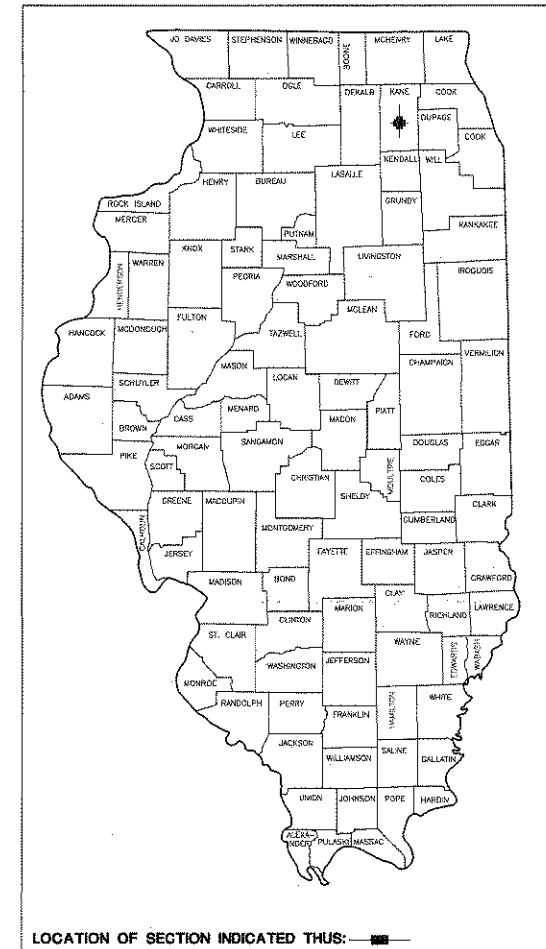 JO DAVIES STEPHENSON WINNEBAGO BOONE MCHENRY LAKE
CARROLL OGLE DEKALB KANE COOK
DUPAGE
WHITESIDE LEE COOK
KENDALL WILL
LASALLE
HENRY BUREAU
ROCK ISLAND GRUNDY
MERCER PUTNAM KANKAKEE
KNOX STARK MARSHALL LIVINGSTON
HENDERSON WARREN PEORIA IROQUOIS
WOODFORD
FULTON MCLEAN
HANCOCK MCDONOUGH TAZWELL FORD
VERMILION
MASON CHAMPAIGN
SCHUYLER LOGAN DEWITT
ADAMS
CASS MENARD PIATT
BROWN MACON
PIKE MORGAN SANGAMON DOUGLAS EDGAR
SCOTT MOULTRIE COLES
CHRISTIAN
SHELBY
GREENE MACOUPIN CLARK
CALHOUN MONTGOMERY CUMBERLAND
JERSEY FAYETTE EFFINGHAM JASPER
MADISON BOND CRAWFORD
CLAY
MARION RICHLAND LAWRENCE
CLINTON
ST. CLAIR WAYNE EDWARDS WABASH
WASHINGTON JEFFERSON
MONROE
RANDOLPH PERRY HAMILTON WHITE
FRANKLIN
JACKSON SALINE
WILLIAMSON GALLATIN
UNION JOHNSON POPE HARDIN
ALEXA-
NDER PULASKI MASSAC
LOCATION OF SECTION INDICATED THUS: